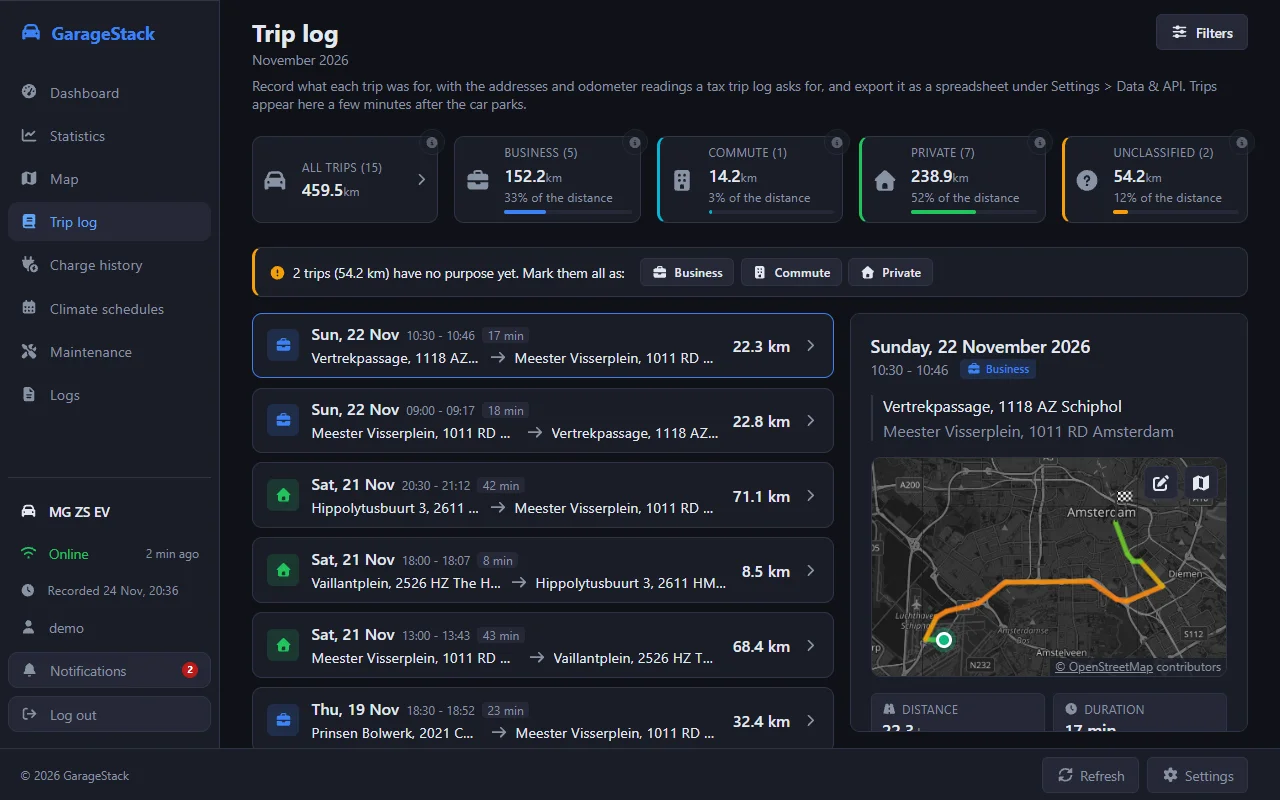 GarageStack
Dashboard
Statistics
Map
Trip log
Charge history
Climate schedules
Maintenance
Logs
MG ZS EV
Online 2 min ago
Recorded 24 Nov, 20:36
demo
Notifications 2
Log out
Trip log
November 2026
Filters
Record what each trip was for, with the addresses and odometer readings a tax trip log asks for, and export it as a spreadsheet under Settings > Data & API. Trips
appear here a few minutes after the car parks.
ALL TRIPS (15)
459.5km
BUSINESS (5)
152.2km
33% of the distance
COMMUTE (1)
14.2km
3% of the distance
PRIVATE (7)
238.9km
52% of the distance
UNCLASSIFIED (2)
54.2km
12% of the distance
2 trips (54.2 km) have no purpose yet. Mark them all as: Business Commute Private
Sun, 22 Nov 10:30 - 10:46 17 min
Vertrekpassage, 1118 AZ... → Meester Visserplein, 1011 RD ...
22.3 km
Sun, 22 Nov 09:00 - 09:17 18 min
Meester Visserplein, 1011 RD ... → Vertrekpassage, 1118 AZ...
22.8 km
Sat, 21 Nov 20:30 - 21:12 42 min
Hippolytusbuurt 3, 2611 ... → Meester Visserplein, 1011 RD ...
71.1 km
Sat, 21 Nov 18:00 - 18:07 8 min
Vaillantplein, 2526 HZ The H... → Hippolytusbuurt 3, 2611 HM...
8.5 km
Sat, 21 Nov 13:00 - 13:43 43 min
Meester Visserplein, 1011 RD ... → Vaillantplein, 2526 HZ T...
68.4 km
Thu, 19 Nov 18:30 - 18:52 23 min
Prinsen Bolwerk, 2021 C... → Meester Visserplein, 1011 RD ...
32.4 km
Sunday, 22 November 2026
10:30 - 10:46 Business
Vertrekpassage, 1118 AZ Schiphol
Meester Visserplein, 1011 RD Amsterdam
A200
Amsterdam
Diemen
Luchthaven
Schiphol
Amsterdamse
Bos
S112
Amstelveen
N232
© OpenStreetMap contributors
DISTANCE
22.3
DURATION
17 min
© 2026 GarageStack
Refresh
Settings